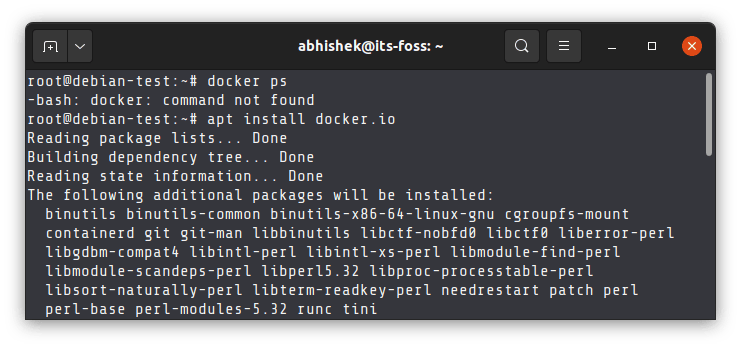 abhishek@its-foss: ~
root@debian-test:~# docker ps
-bash: docker: command not found
root@debian-test:~# apt install docker.io
Reading package lists... Done
Building dependency tree... Done
Reading state information... Done
The following additional packages will be installed:
  binutils binutils-common binutils-x86-64-linux-gnu cgroupfs-mount
  containerd git git-man libbinutils libctf-nobfd0 libctf0 liberror-perl
  libgdbm-compat4 libintl-perl libintl-xs-perl libmodule-find-perl
  libmodule-scandeps-perl libperl5.32 libproc-processtable-perl
  libsort-naturally-perl libterm-readkey-perl needrestart patch perl
  perl-base perl-modules-5.32 runc tini